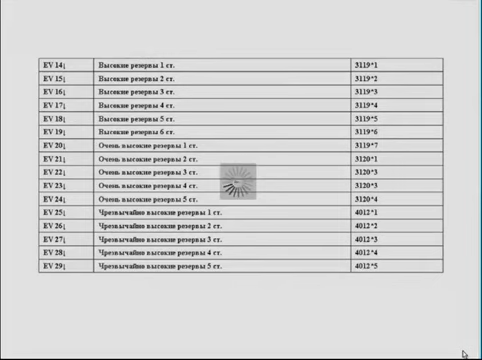 EV 14↓ Высокие резервы 1 ст. 3119*1
EV 15↓ Высокие резервы 2 ст. 3119*2
EV 16↓ Высокие резервы 3 ст. 3119*3
EV 17↓ Высокие резервы 4 ст. 3119*4
EV 18↓ Высокие резервы 5 ст. 3119*5
EV 19↓ Высокие резервы 6 ст. 3119*6
EV 20↓ Очень высокие резервы 1 ст. 3119*7
EV 21↓ Очень высокие резервы 2 ст. 3120*1
EV 22↓ Очень высокие резервы 3 ст. 3120*3
EV 23↓ Очень высокие резервы 4 ст. 3120*3
EV 24↓ Очень высокие резервы 5 ст. 3120*4
EV 25↓ Чрезвычайно высокие резервы 1 ст. 4012*1
EV 26↓ Чрезвычайно высокие резервы 2 ст. 4012*2
EV 27↓ Чрезвычайно высокие резервы 3 ст. 4012*3
EV 28↓ Чрезвычайно высокие резервы 4 ст. 4012*4
EV 29↓ Чрезвычайно высокие резервы 5 ст. 4012*5